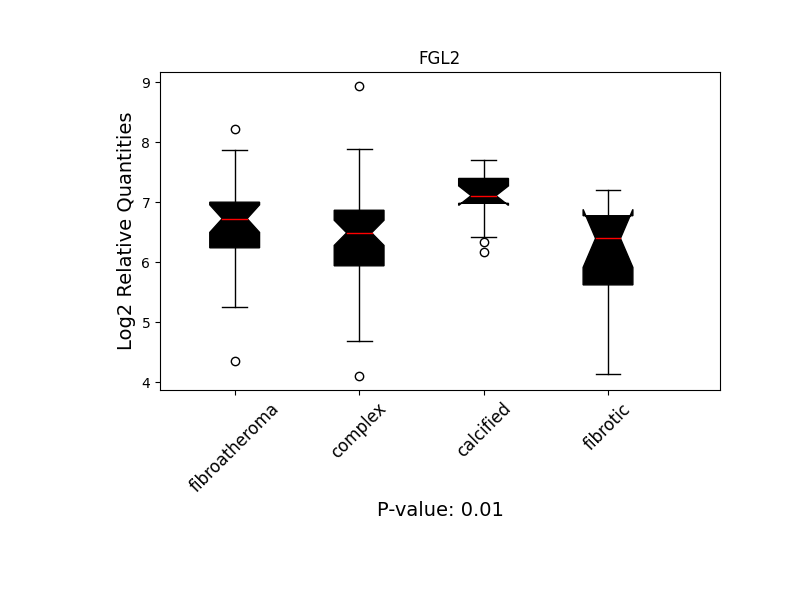 FGL2
Log2 Relative Quantities
9
8
7
6
5
4
fibroatheroma
complex
calcified
fibrotic
P-value: 0.01